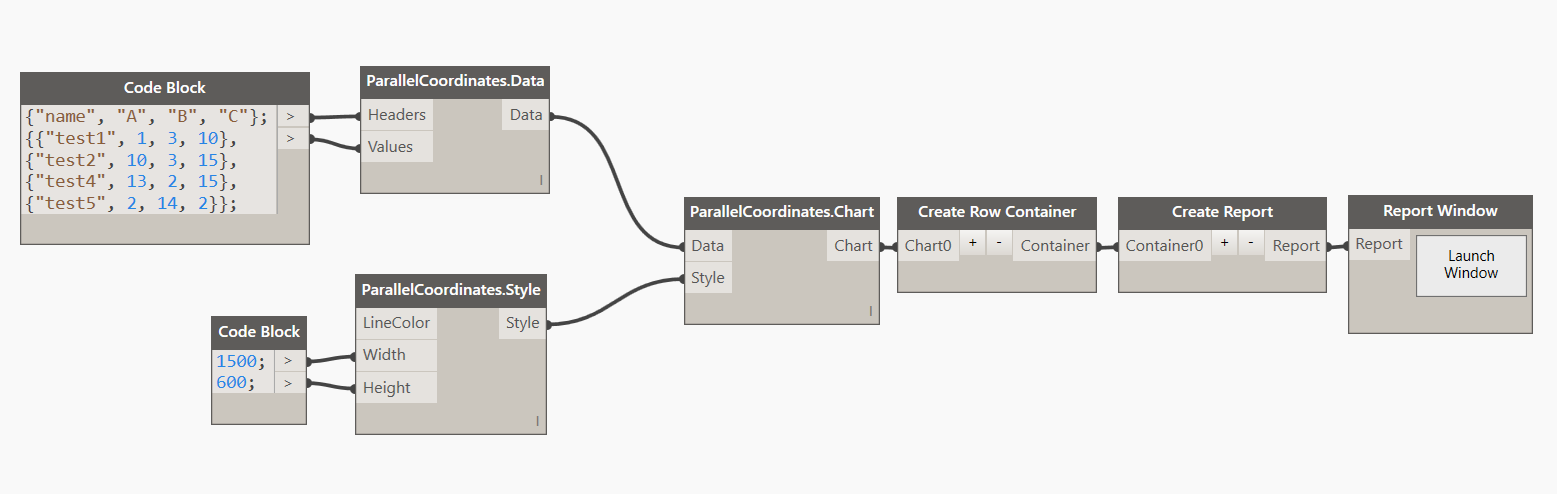 Code Block
{"name", "A", "B", "C"}; >
{{"test1", 1, 3, 10}, >
{"test2", 10, 3, 15},
{"test4", 13, 2, 15},
{"test5", 2, 14, 2}};
ParallelCoordinates.Data
Headers Data
Values
l
Code Block
1500; >
600; >
ParallelCoordinates.Style
LineColor Style
Width
Height
l
ParallelCoordinates.Chart
Data Chart
Style
l
Create Row Container
Chart0 + - Container
Create Report
Container0 + - Report
Report Window
Report
Launch
Window